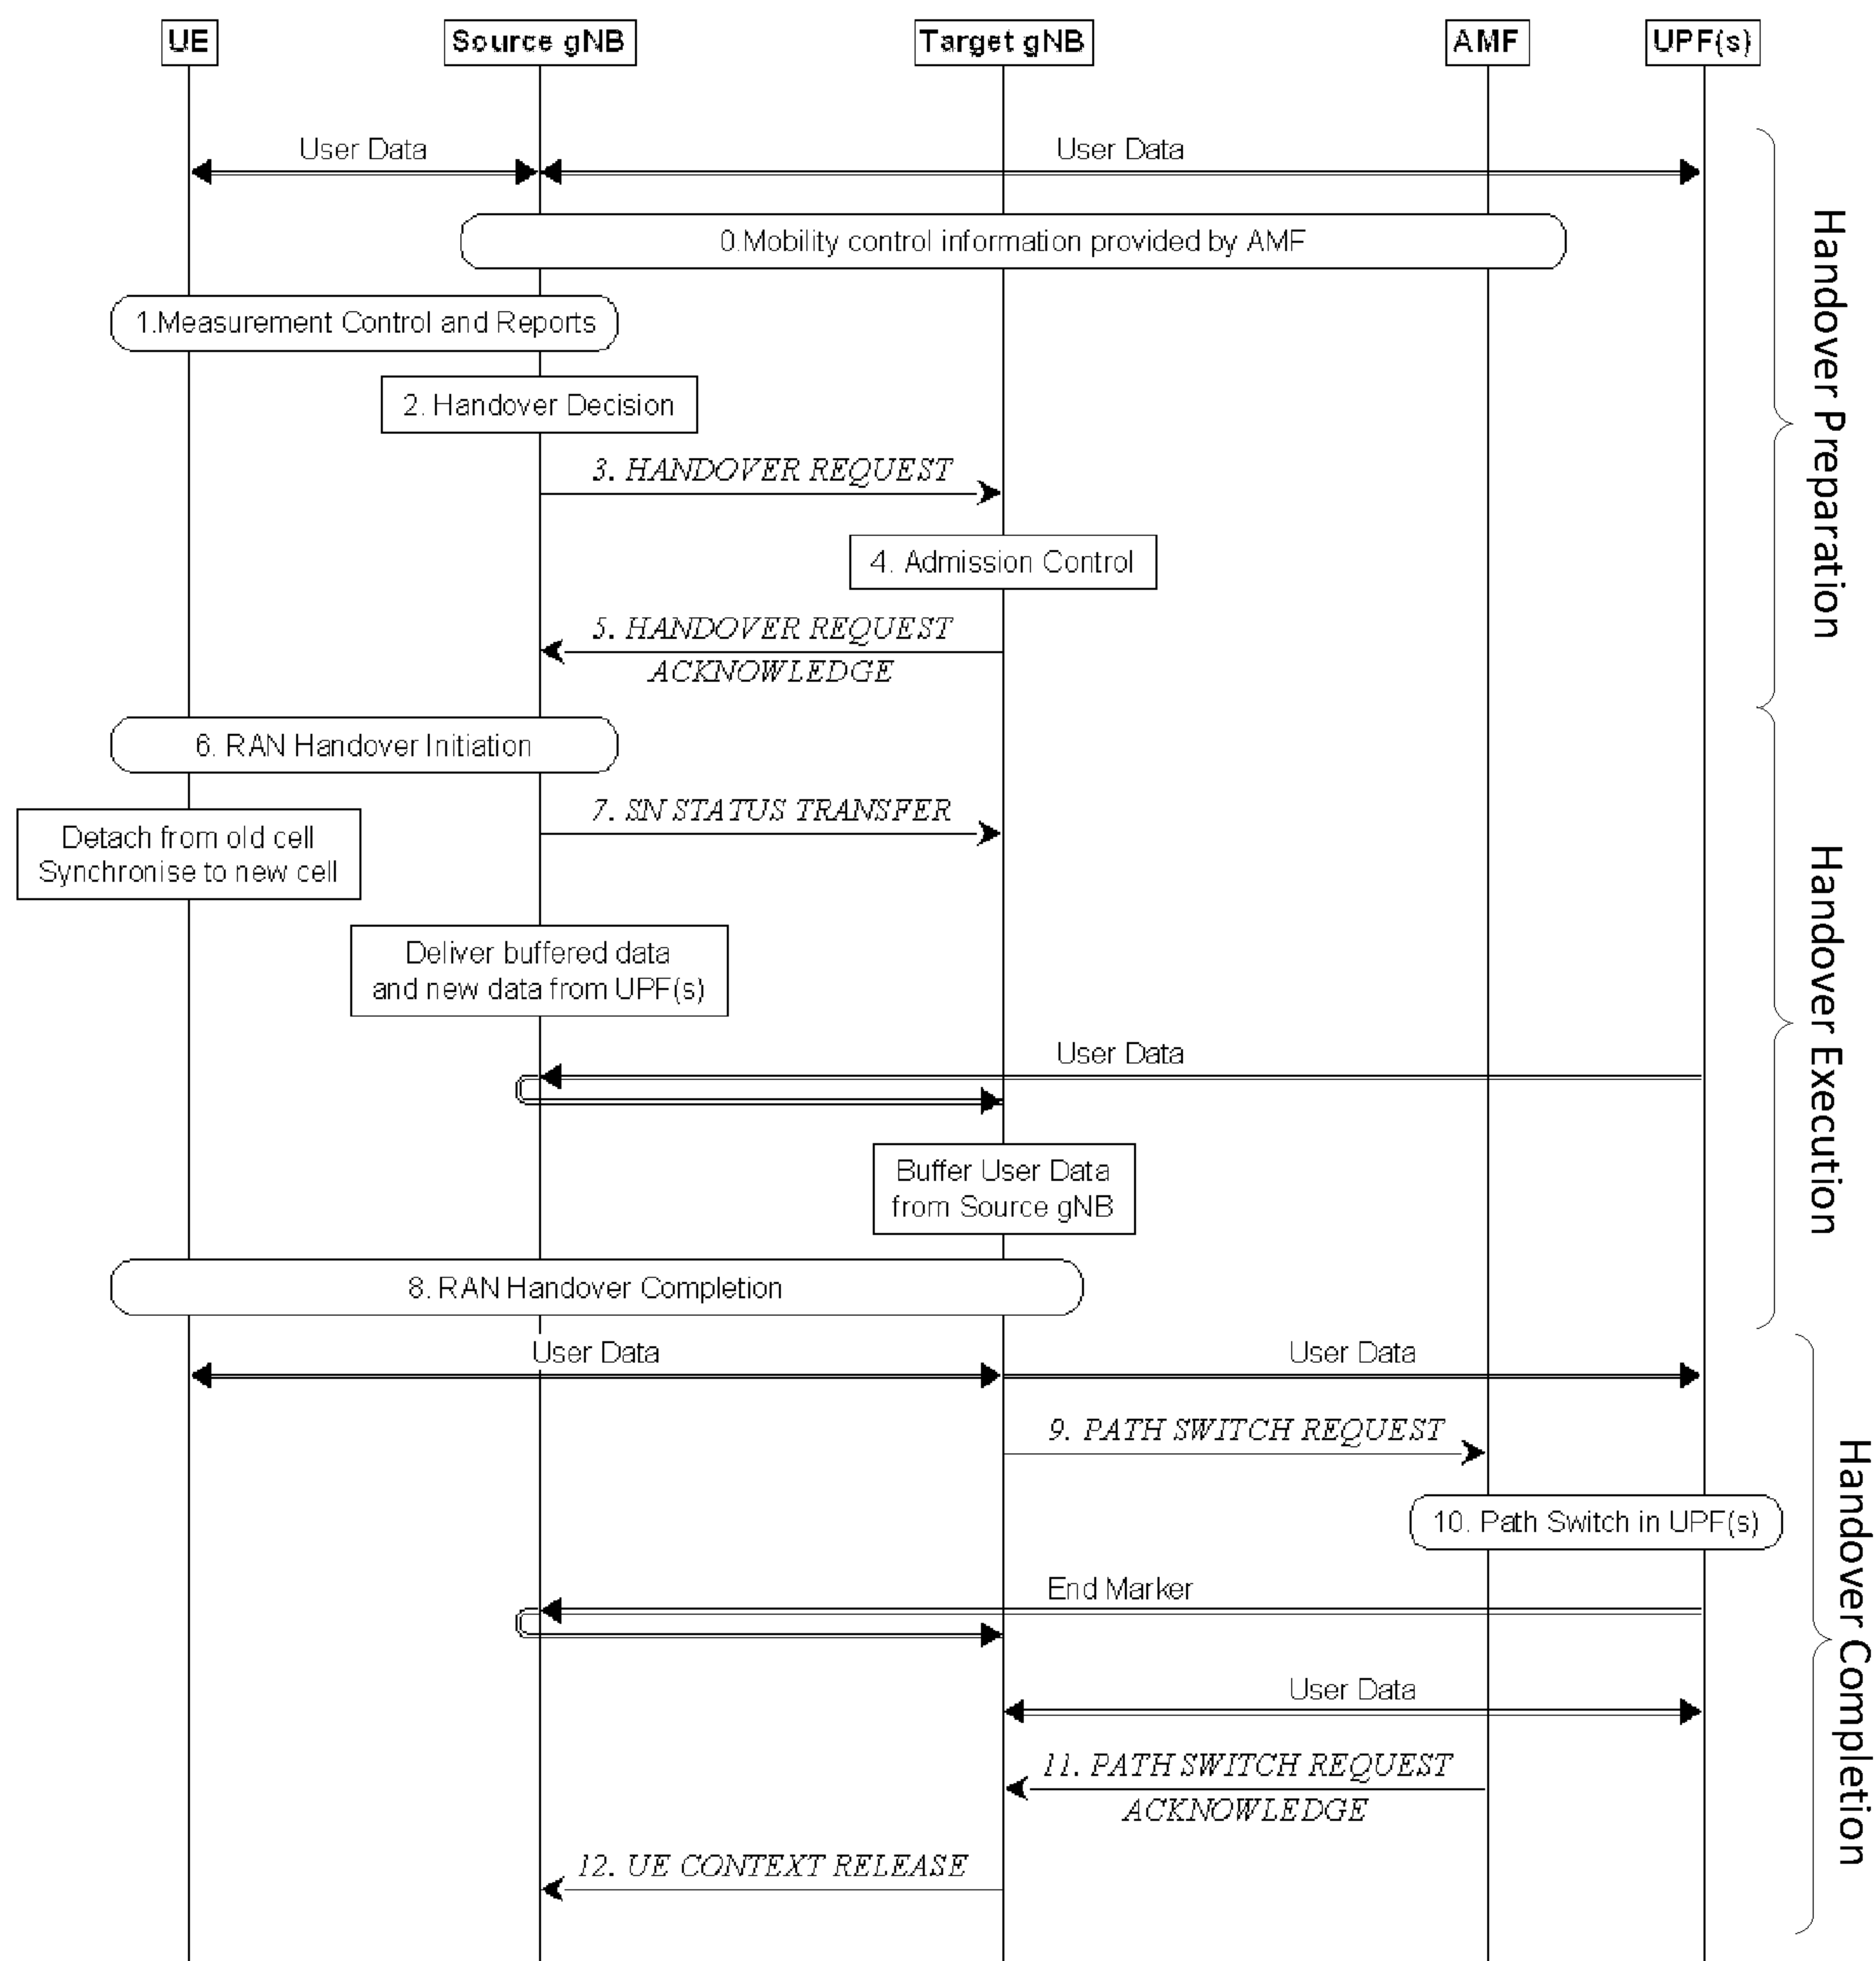 UE
Source gNB
Target gNB
AMF
UPF(s)
User Data
User Data
0.Mobility control information provided by AMF
1.Measurement Control and Reports
2. Handover Decision
3. HANDOVER REQUEST
4. Admission Control
5. HANDOVER REQUEST
ACKNOWLEDGE
Handover Preparation
6. RAN Handover Initiation
7. SN STATUS TRANSFER
Detach from old cell
Synchronise to new cell
Deliver buffered data
and new data from UPF(s)
User Data
Buffer User Data
from Source gNB
8. RAN Handover Completion
Handover Execution
User Data
User Data
9. PATH SWITCH REQUEST
10. Path Switch in UPF(s)
End Marker
User Data
11. PATH SWITCH REQUEST
ACKNOWLEDGE
12. UE CONTEXT RELEASE
Handover Completion